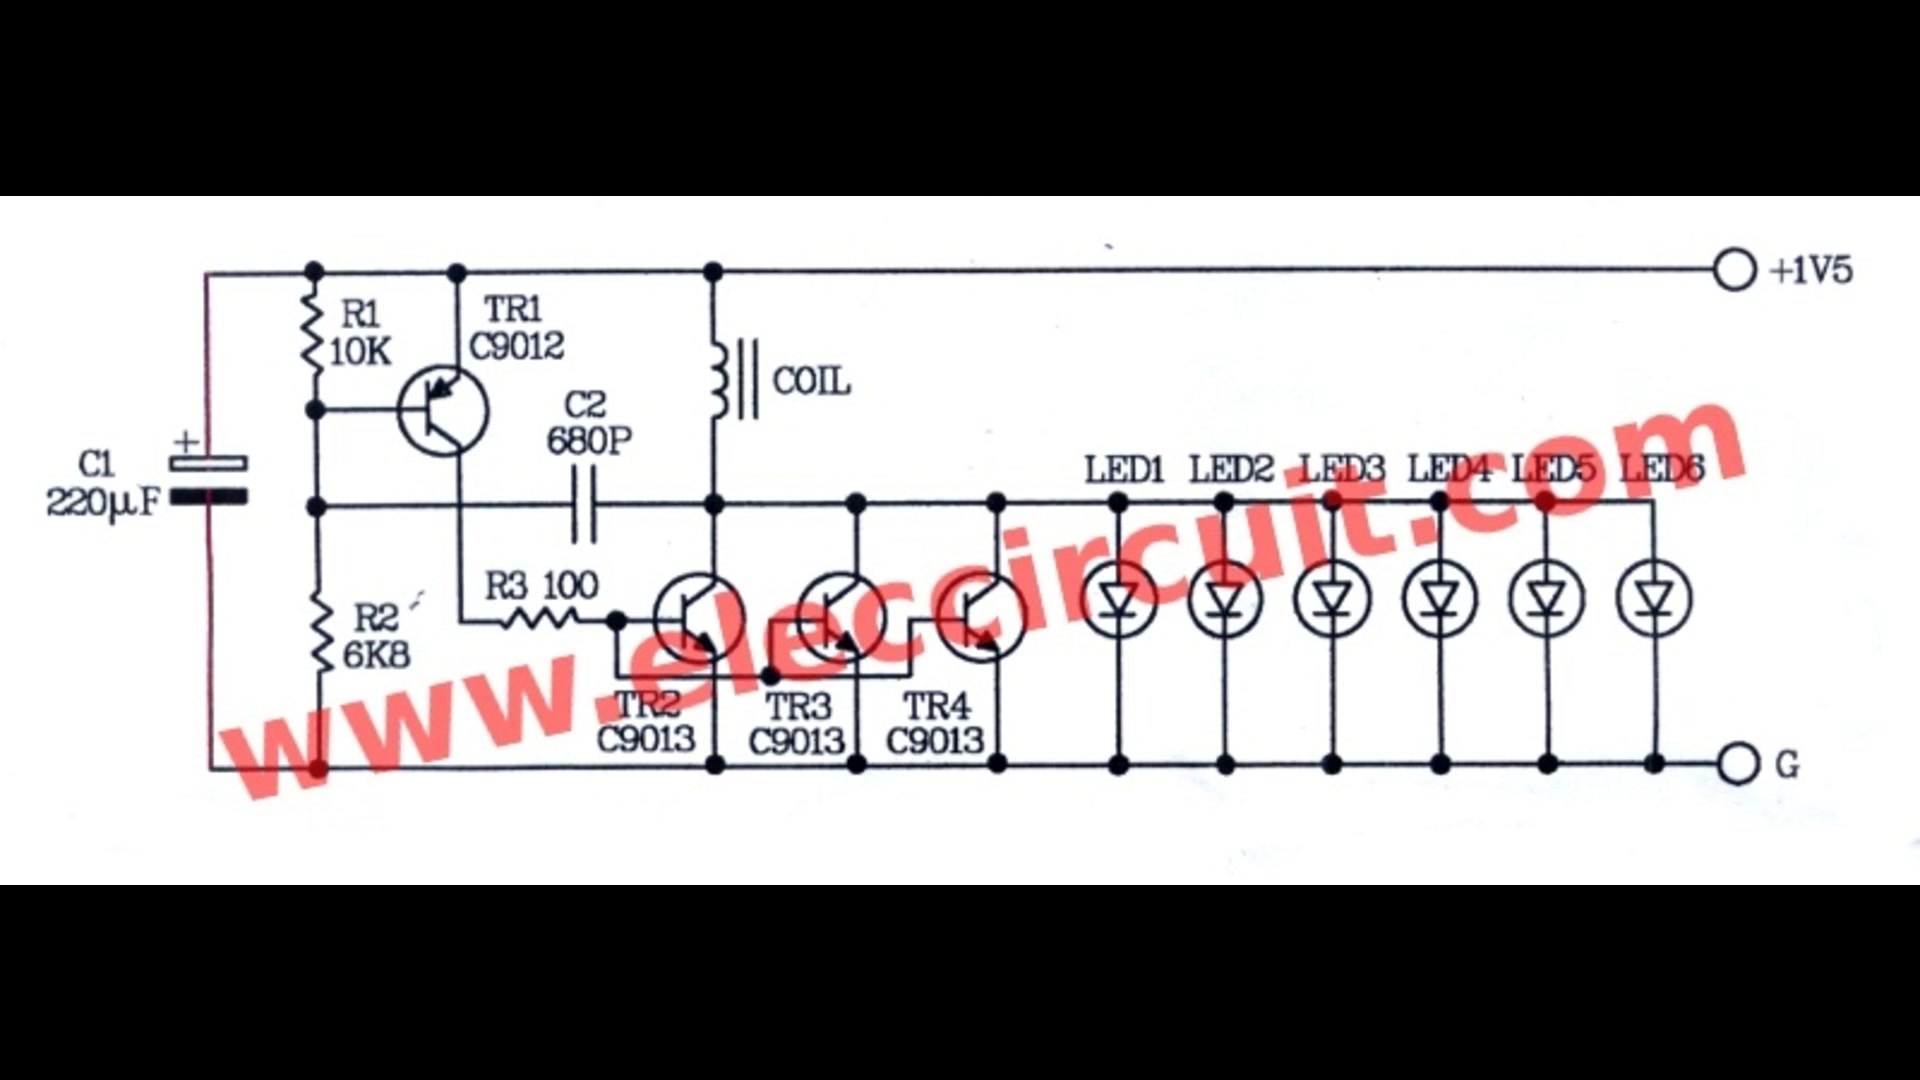 +1V5
R1
10K
TR1
C9012
COIL
C2
680P
+
C1
220µF
LED1 LED2 LED3 LED4 LED5 LED6
R3 100
R2
6K8
TR2
C9013
TR3
C9013
TR4
C9013
G
www.eleccircuit.com